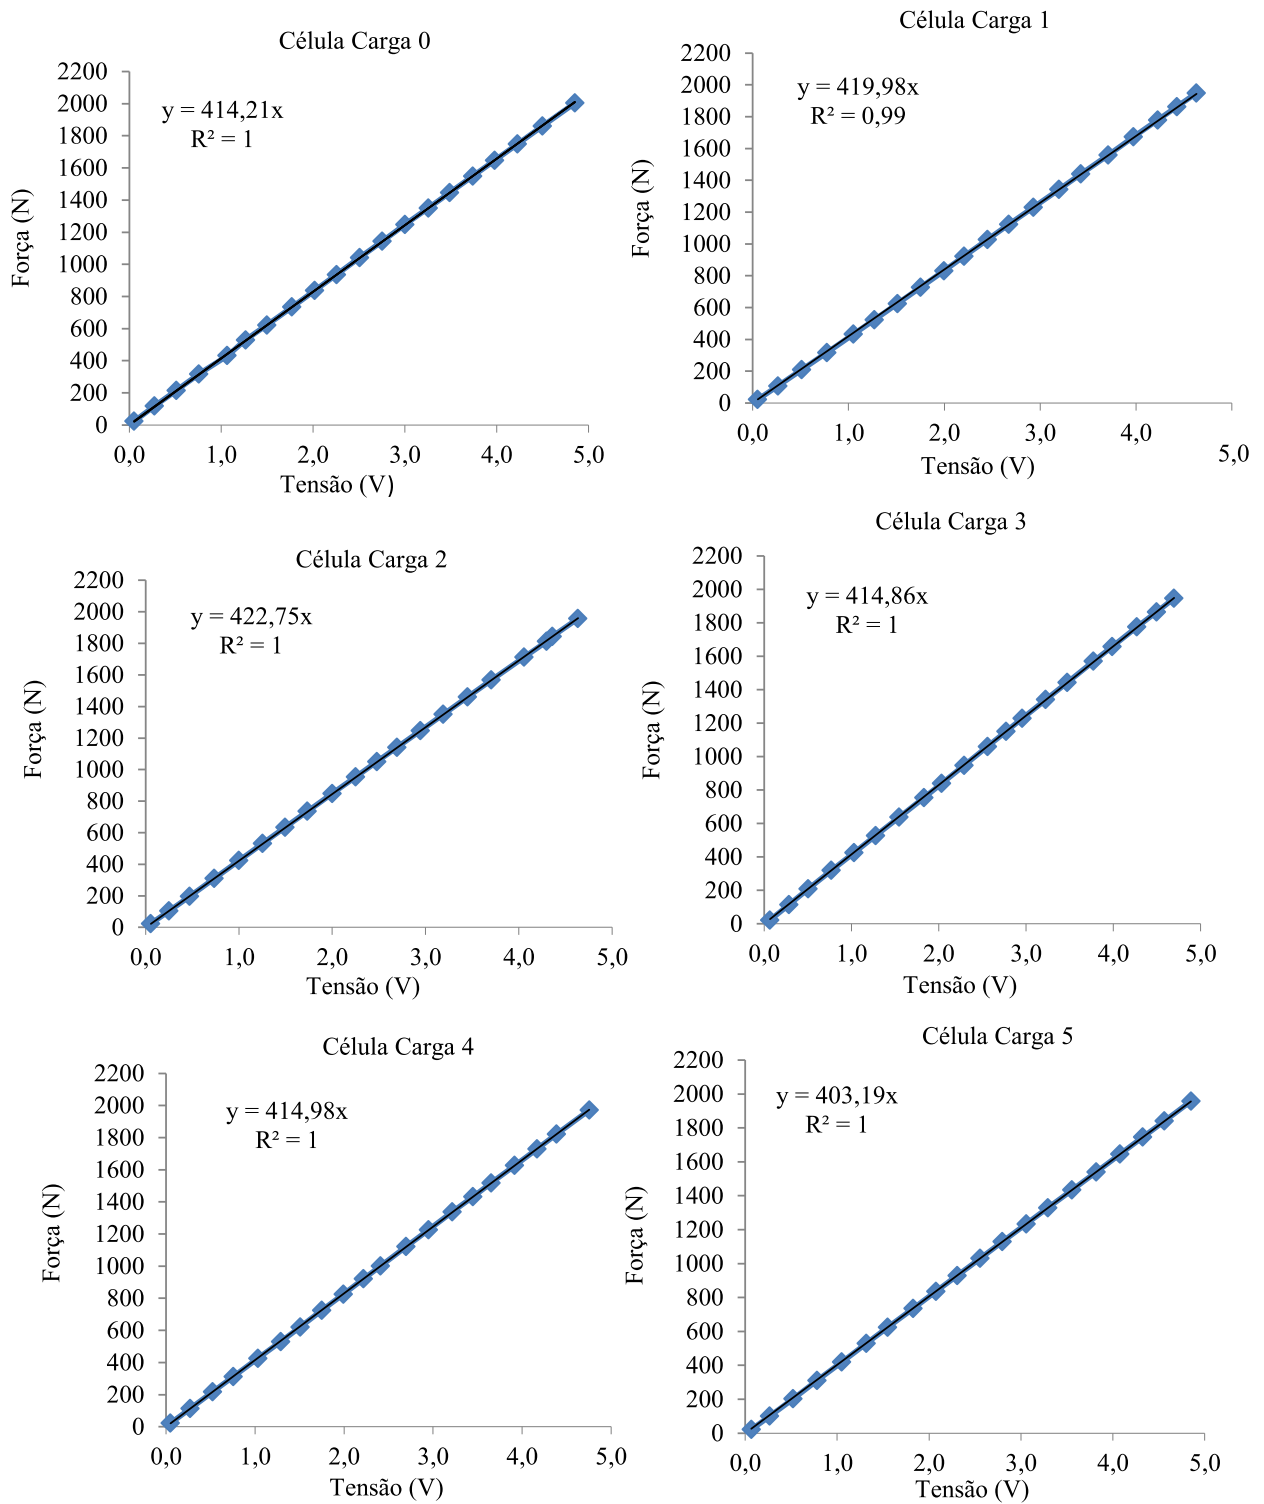 Célula Carga 0
y = 414,21x
R² = 1
Força (N)
2200
2000
1800
1600
1400
1200
1000
800
600
400
200
0
0,0 1,0 2,0 3,0 4,0 5,0
Tensão (V)
Célula Carga 1
y = 419,98x
R² = 0,99
Força (N)
2200
2000
1800
1600
1400
1200
1000
800
600
400
200
0
0,0 1,0 2,0 3,0 4,0 5,0
Tensão (V)
Célula Carga 2
y = 422,75x
R² = 1
Força (N)
2200
2000
1800
1600
1400
1200
1000
800
600
400
200
0
0,0 1,0 2,0 3,0 4,0 5,0
Tensão (V)
Célula Carga 3
y = 414,86x
R² = 1
Força (N)
2200
2000
1800
1600
1400
1200
1000
800
600
400
200
0
0,0 1,0 2,0 3,0 4,0 5,0
Tensão (V)
Célula Carga 4
y = 414,98x
R² = 1
Força (N)
2200
2000
1800
1600
1400
1200
1000
800
600
400
200
0
0,0 1,0 2,0 3,0 4,0 5,0
Tensão (V)
Célula Carga 5
y = 403,19x
R² = 1
Força (N)
2200
2000
1800
1600
1400
1200
1000
800
600
400
200
0
0,0 1,0 2,0 3,0 4,0 5,0
Tensão (V)